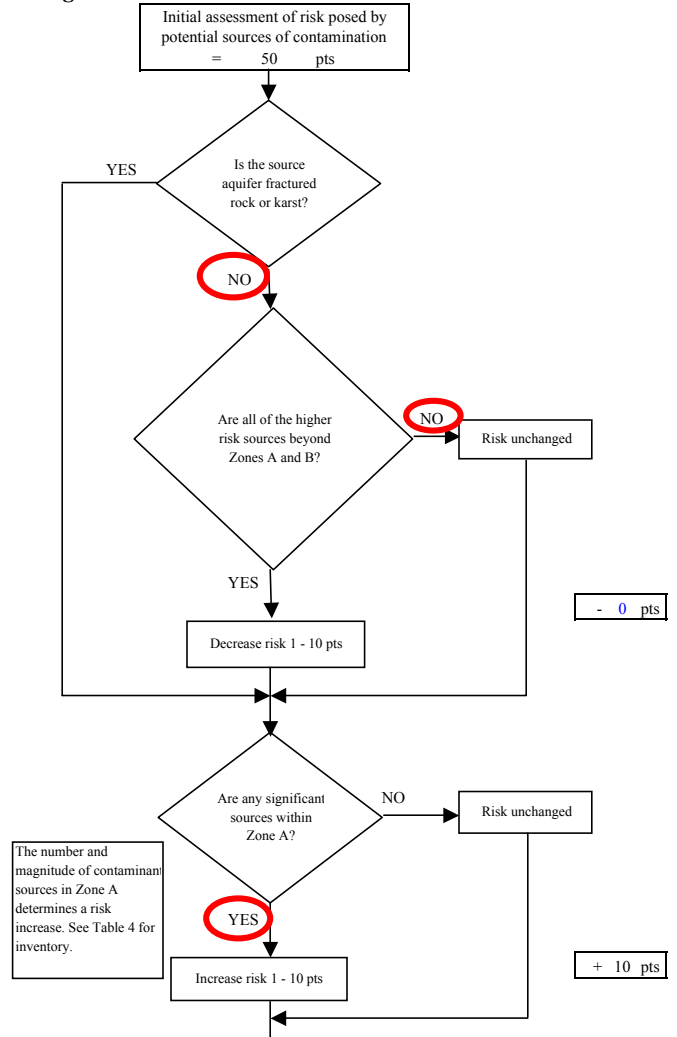 Initial assessment of risk posed by
potential sources of contamination
= 50 pts
YES
Is the source
aquifer fractured
rock or karst?
NO
Are all of the higher
risk sources beyond
Zones A and B?
NO
Risk unchanged
YES
- 0 pts
Decrease risk 1 - 10 pts
Are any significant
sources within
Zone A?
NO
Risk unchanged
The number and
magnitude of contaminant
sources in Zone A
determines a risk
increase. See Table 4 for
inventory.
YES
+ 10 pts
Increase risk 1 - 10 pts